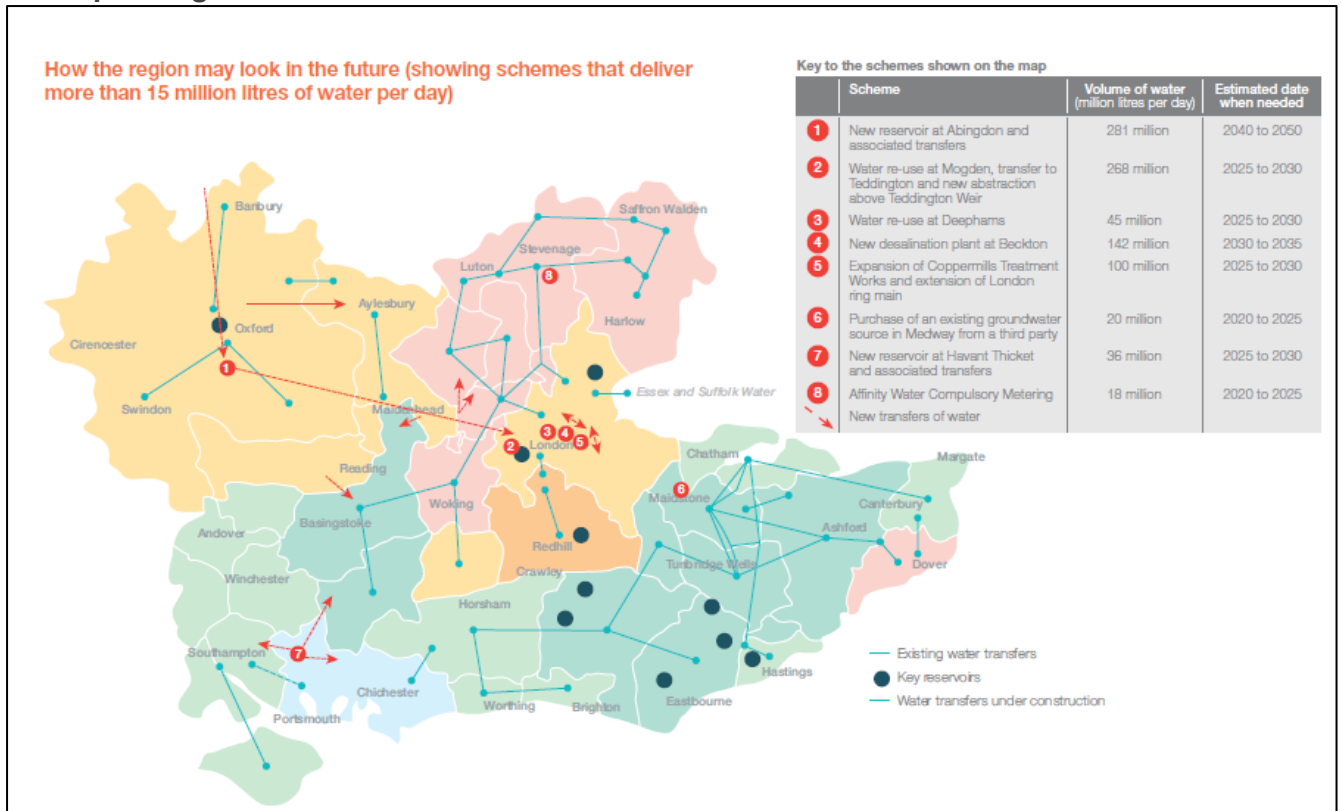 How the region may look in the future (showing schemes that deliver
more than 15 million litres of water per day)
Key to the schemes shown on the map
Scheme Volume of water Estimated date
(million litres per day) when needed
1 New reservoir at Abingdon and 281 million 2040 to 2050
associated transfers
2 Water re-use at Mogden, transfer to 268 million 2025 to 2030
Teddington and new abstraction
above Teddington Weir
3 Water re-use at Deephams 45 million 2025 to 2030
4 New desalination plant at Beckton 142 million 2030 to 2035
5 Expansion of Coppermills Treatment 100 million 2025 to 2030
Works and extension of London
ring main
6 Purchase of an existing groundwater 20 million 2020 to 2025
source in Medway from a third party
7 New reservoir at Havant Thicket 36 million 2025 to 2030
and associated transfers
8 Affinity Water Compulsory Metering 18 million 2020 to 2025
New transfers of water
Banbury
Saffron Walden
Stevenage
Luton
8
Aylesbury
Harlow
Oxford
Cirencester
1
Essex and Suffolk Water
Swindon
Maidenhead
2
3
4
5
London
Chatham
Margate
Reading
6
Maidstone
Woking
Canterbury
Basingstoke
Ashford
Andover
Redhill
Tunbridge Wells
Dover
Crawley
Winchester
Horsham
7
Southampton
Existing water transfers
Hastings
Key reservoirs
Chichester
Eastbourne
Worthing
Brighton
Water transfers under construction
Portsmouth